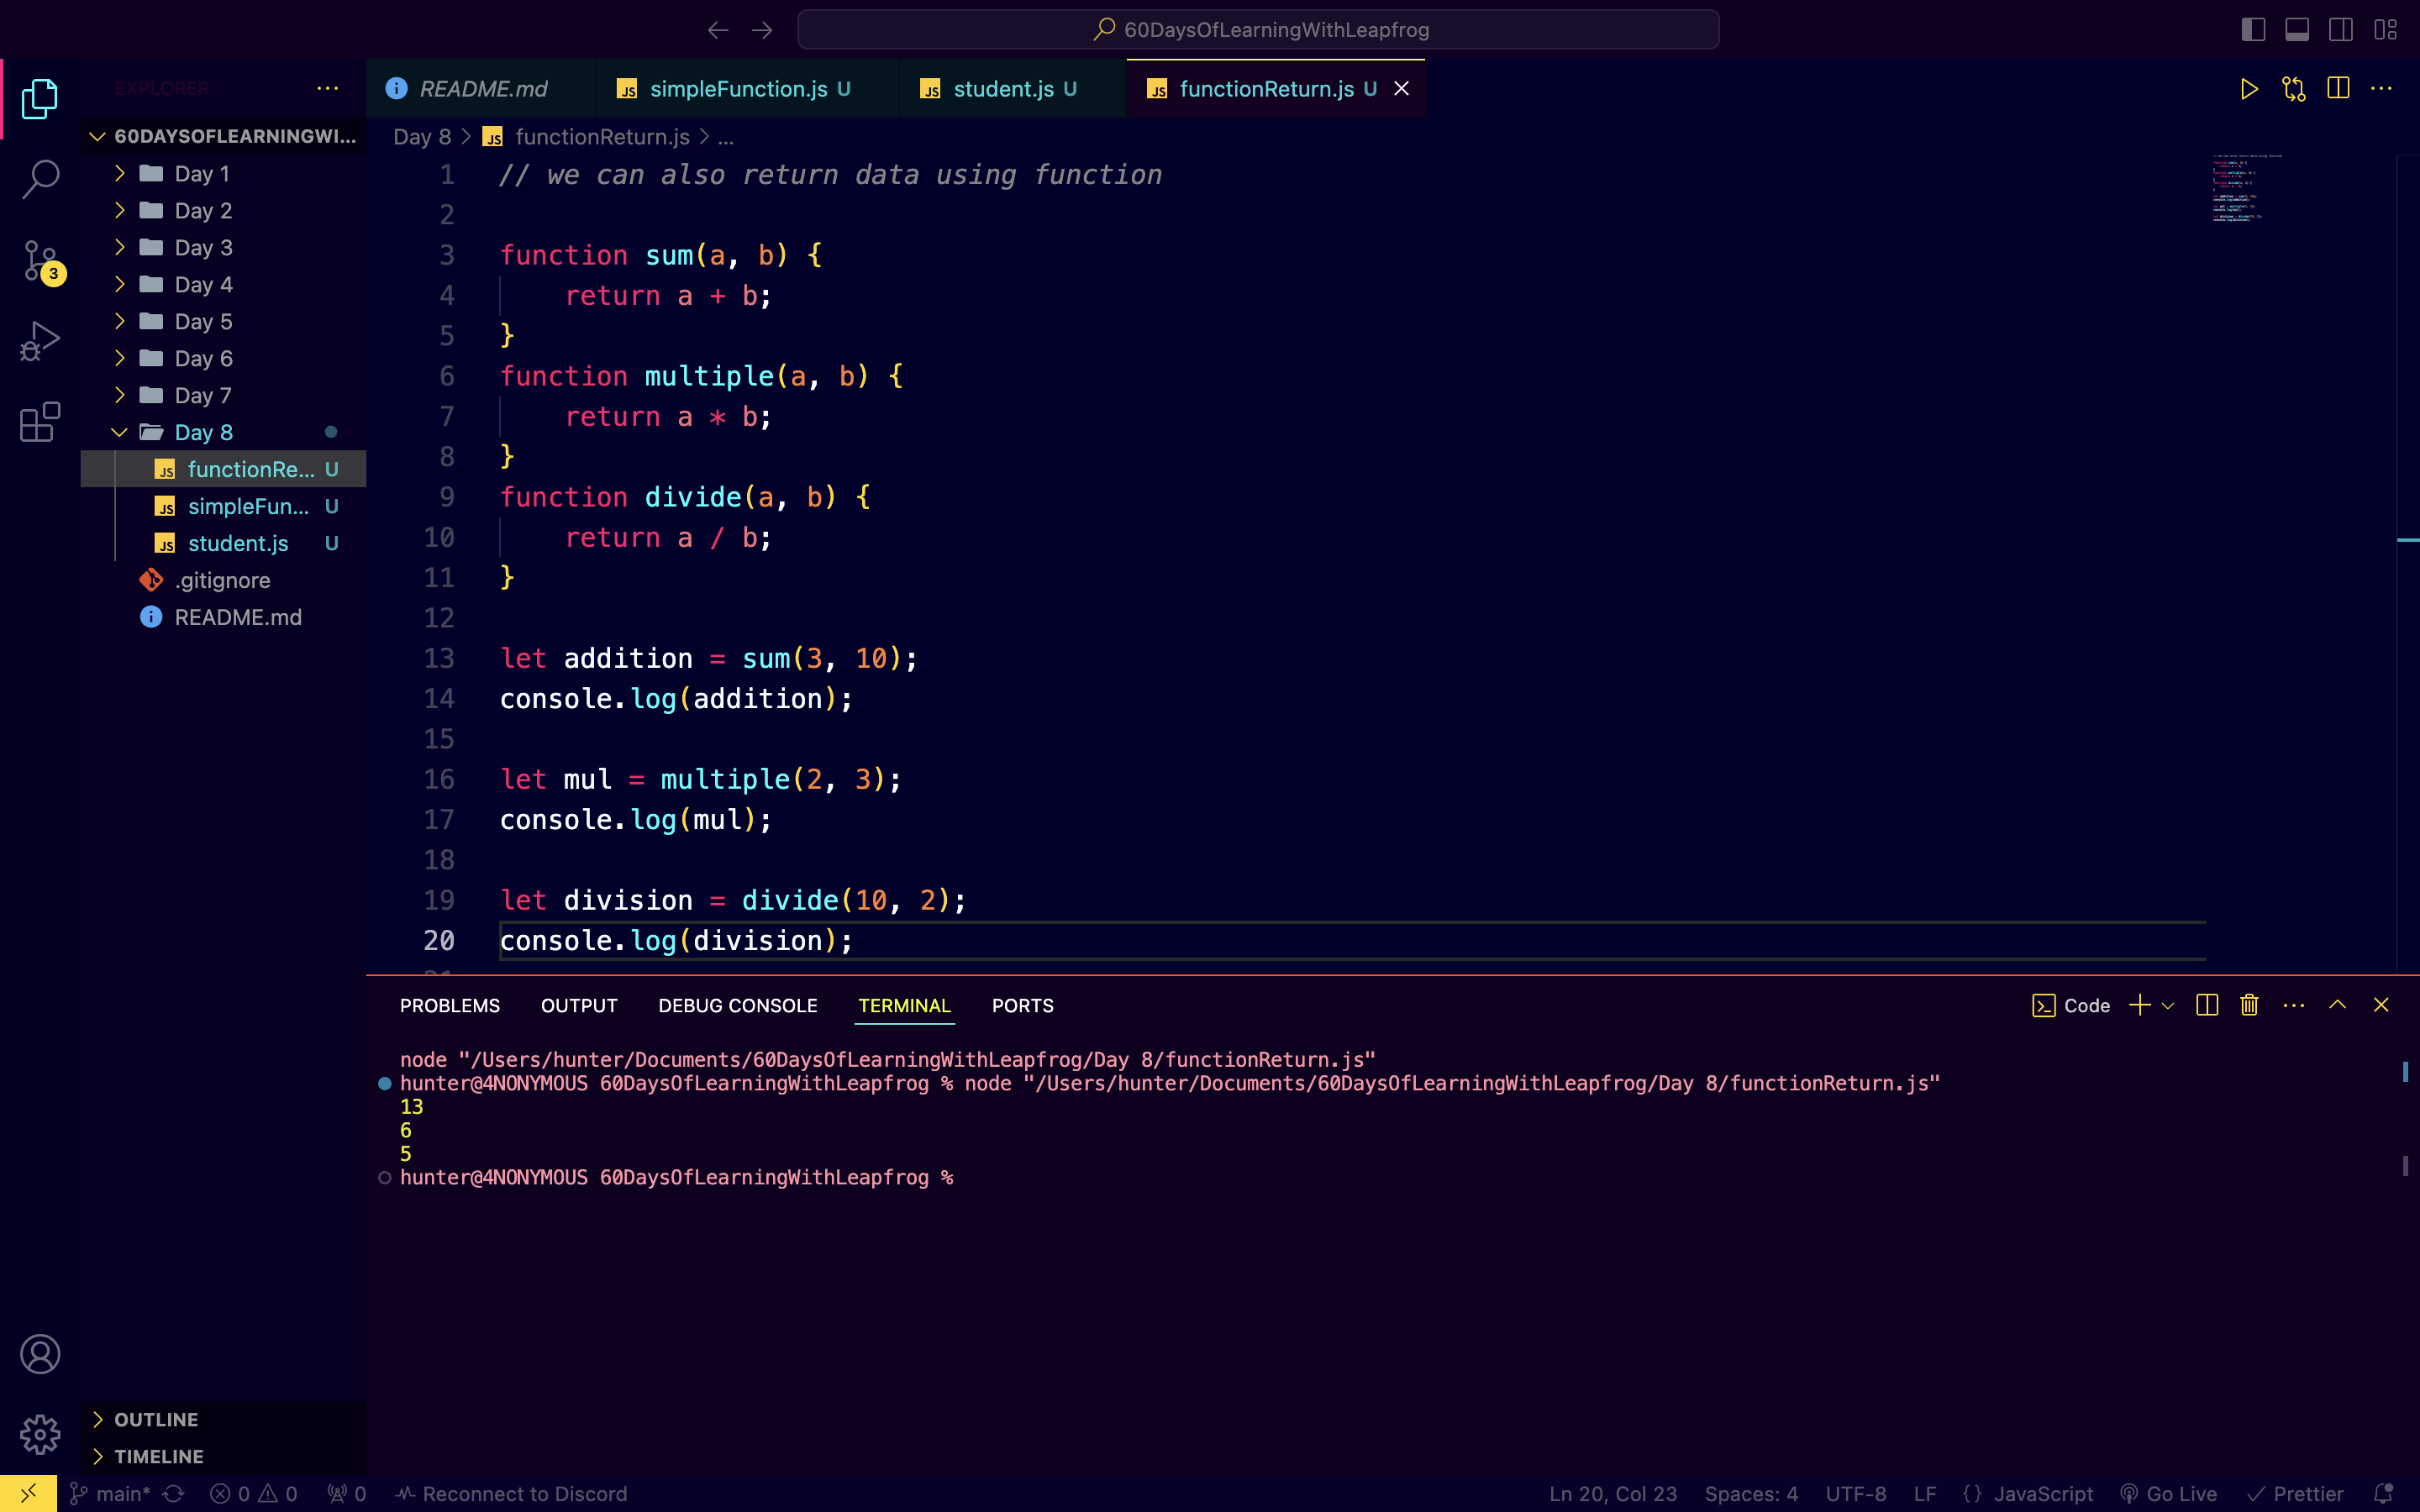 60DaysOfLearningWithLeapfrog
EXPLORER
README.md
simpleFunction.js U
student.js U
functionReturn.js U
60DAYSOFLEARNINGWI...
Day 1
Day 2
Day 3
Day 4
Day 5
Day 6
Day 7
Day 8
functionRe... U
simpleFun... U
student.js U
.gitignore
README.md
Day 8 > JS functionReturn.js > ...
1 // we can also return data using function
2
3 function sum(a, b) {
4 return a + b;
5 }
6 function multiple(a, b) {
7 return a * b;
8 }
9 function divide(a, b) {
10 return a / b;
11 }
12
13 let addition = sum(3, 10);
14 console.log(addition);
15
16 let mul = multiple(2, 3);
17 console.log(mul);
18
19 let division = divide(10, 2);
20 console.log(division);
PROBLEMS OUTPUT DEBUG CONSOLE TERMINAL PORTS
Code
node "/Users/hunter/Documents/60DaysOfLearningWithLeapfrog/Day 8/functionReturn.js"
hunter@4NONYMOUS 60DaysOfLearningWithLeapfrog % node "/Users/hunter/Documents/60DaysOfLearningWithLeapfrog/Day 8/functionReturn.js"
13
6
5
hunter@4NONYMOUS 60DaysOfLearningWithLeapfrog %
3
OUTLINE
TIMELINE
main* 0 0 0 Reconnect to Discord
Ln 20, Col 23 Spaces: 4 UTF-8 LF {} JavaScript Go Live Prettier